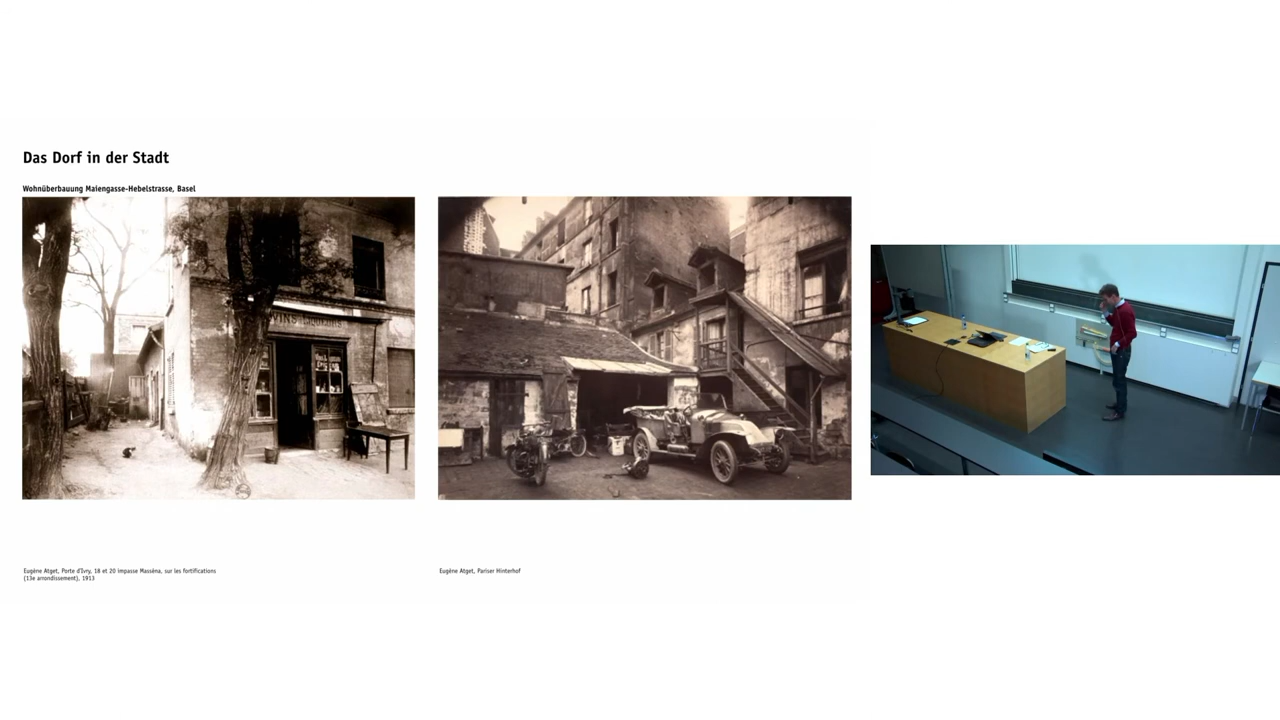 Das Dorf in der Stadt
Wohnüberbauung Maiengasse-Hebelstrasse, Basel
VINS LIQUEURS
Eugène Atget, Porte d'Ivry, 18 et 20 impasse Masséna, sur les fortifications
(13e arrondissement), 1913
Eugène Atget, Pariser Hinterhof